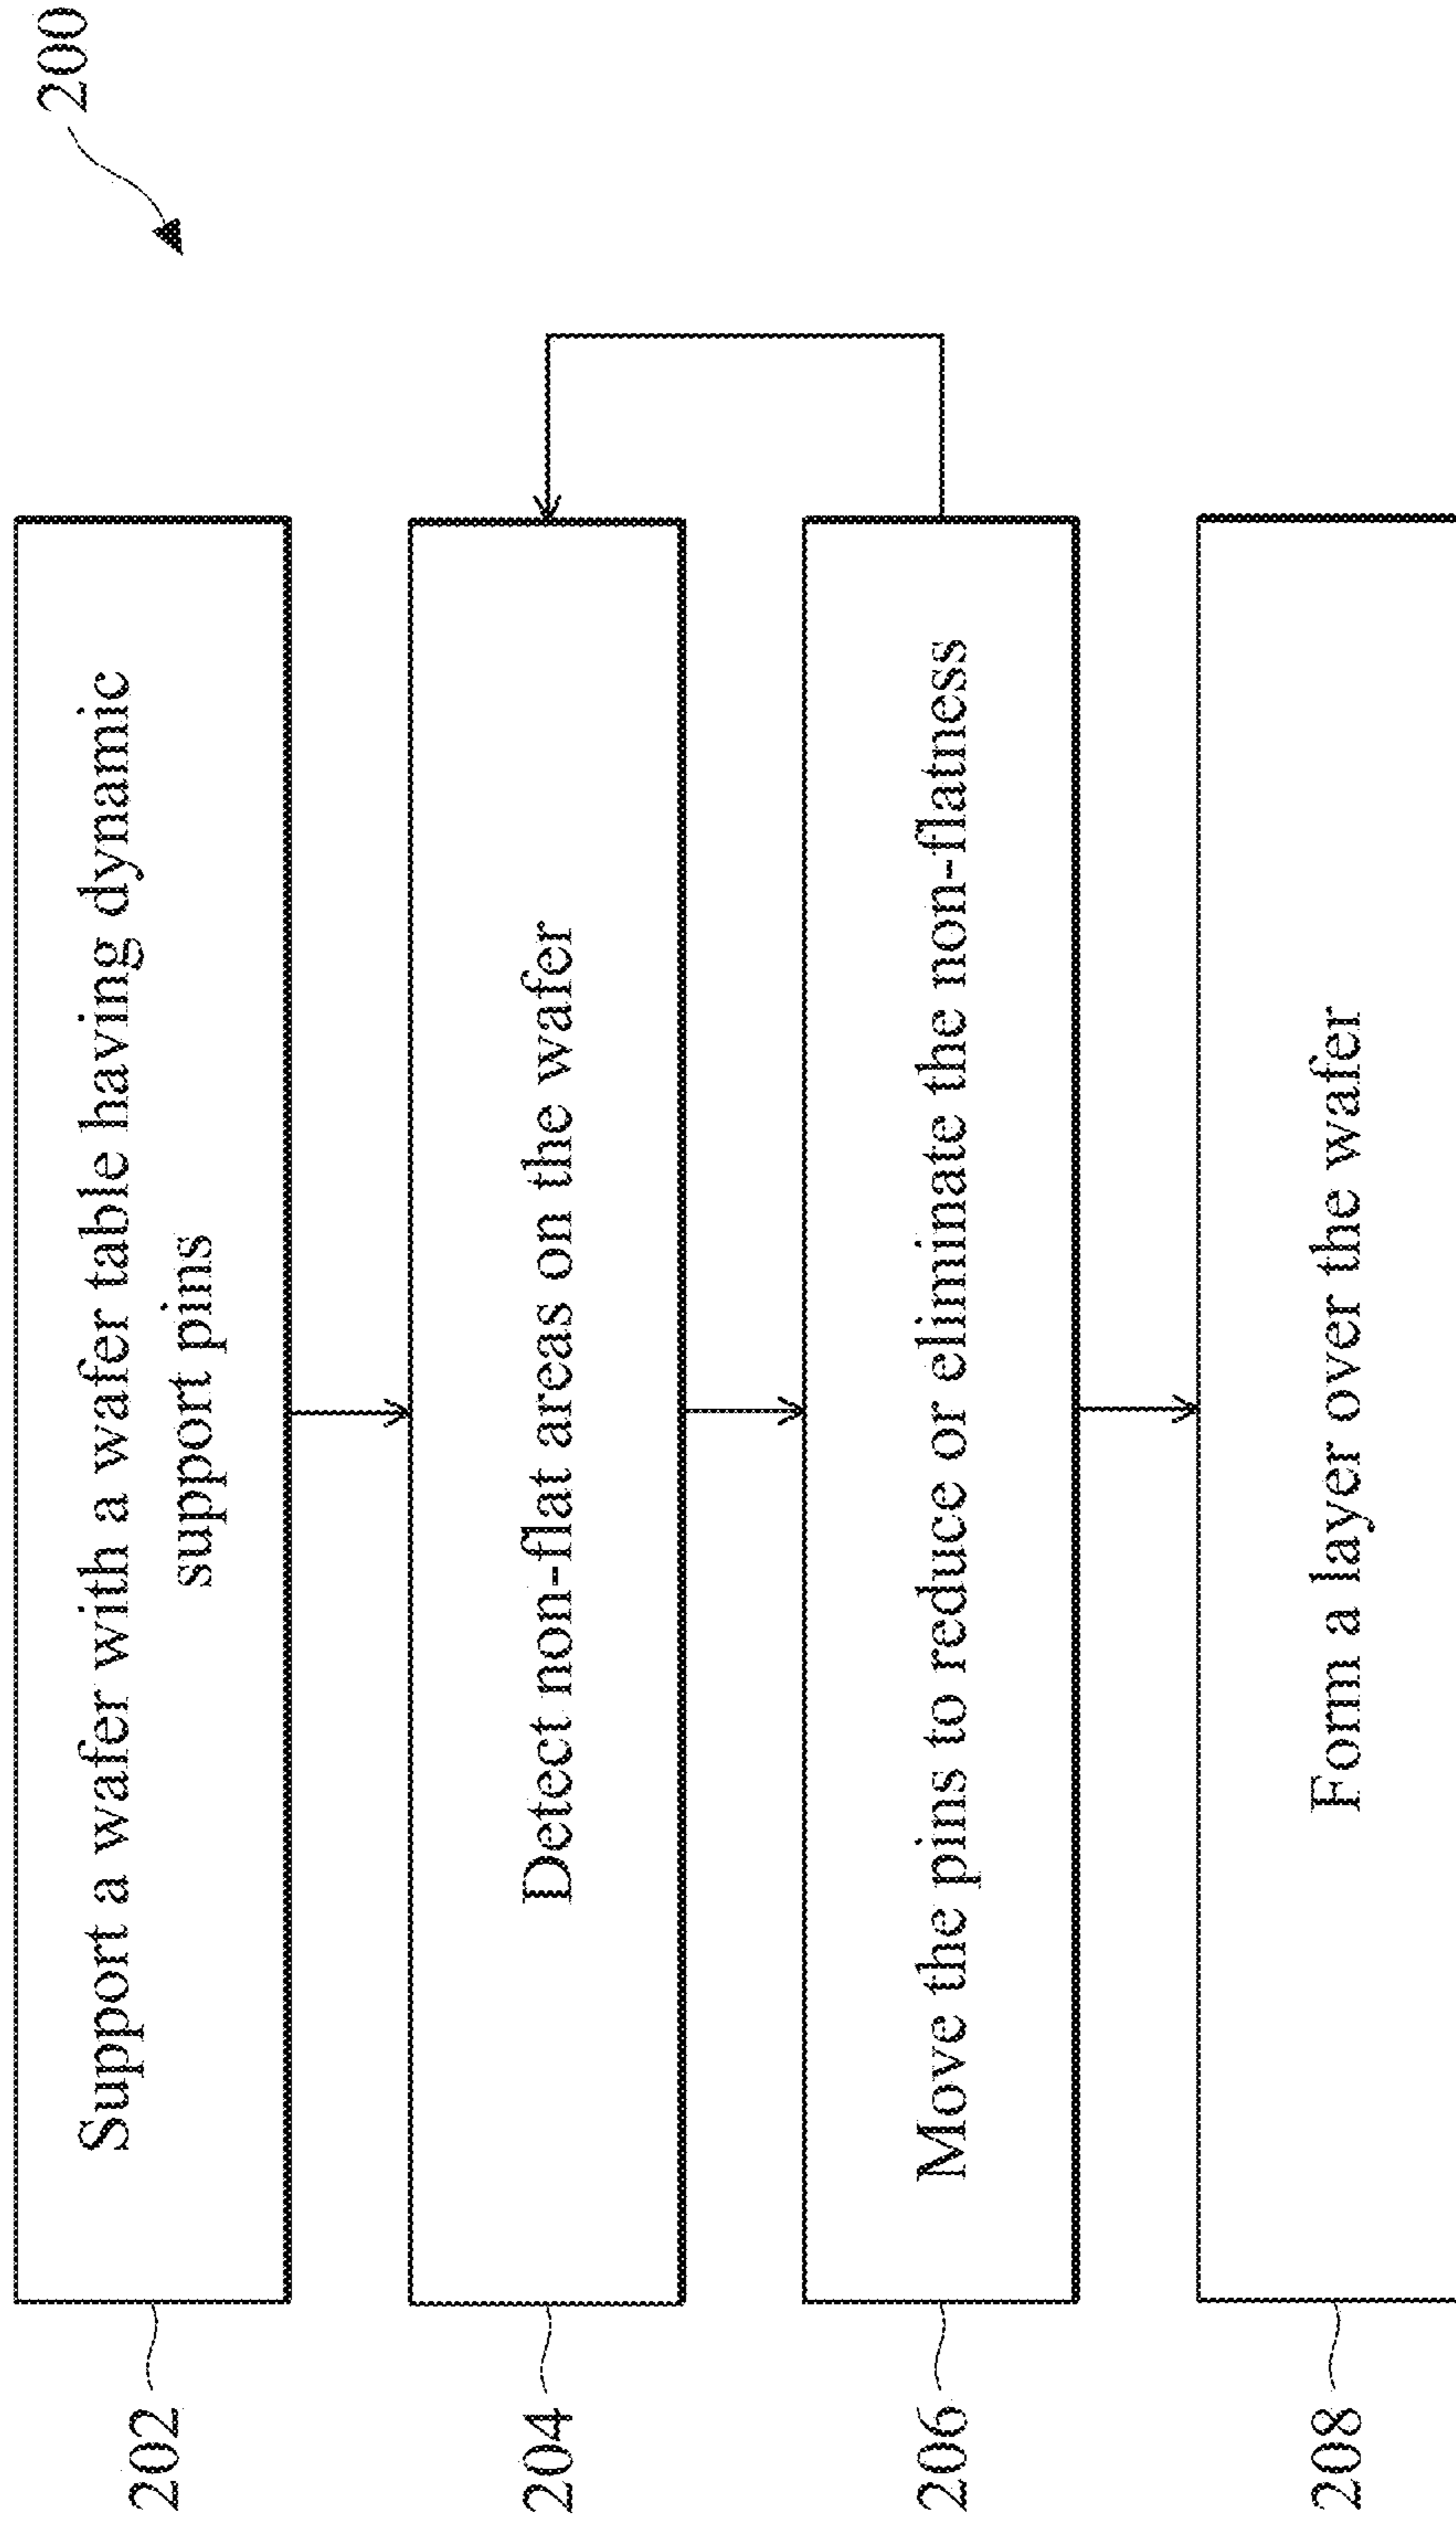 200
202
Support a wafer with a wafer table having dynamic
support pins
204
Detect non-flat areas on the wafer
206
Move the pins to reduce or eliminate the non-flatness
208
Form a layer over the wafer